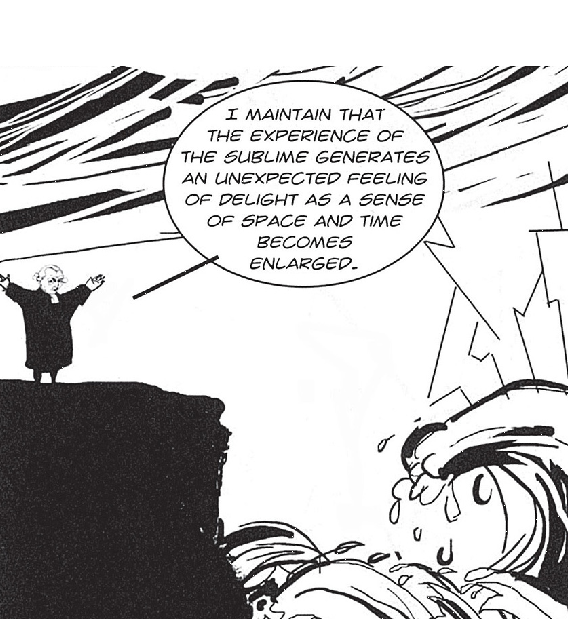 I MAINTAIN THAT
THE EXPERIENCE OF
THE SUBLIME GENERATES
AN UNEXPECTED FEELING
OF DELIGHT AS A SENSE
OF SPACE AND TIME
BECOMES
ENLARGED.